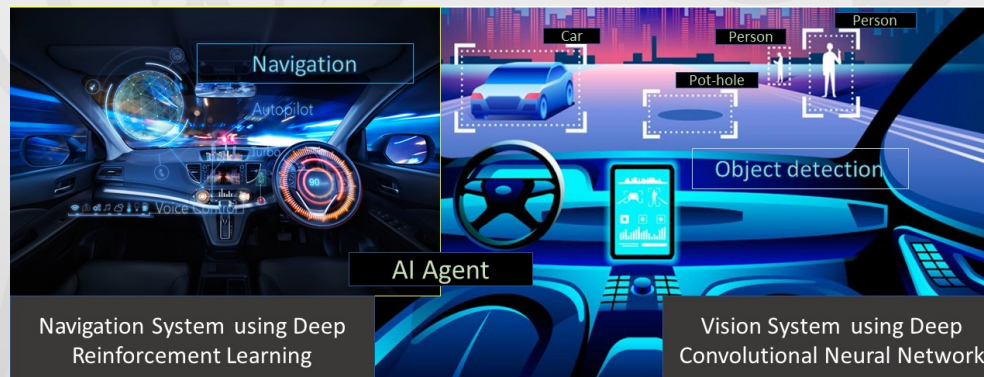 Navigation
Autopilot
Turbo
90
Voice Control
Car
Person
Person
Pot-hole
Object detection
AI Agent
Navigation System using Deep
Reinforcement Learning
Vision System using Deep
Convolutional Neural Network